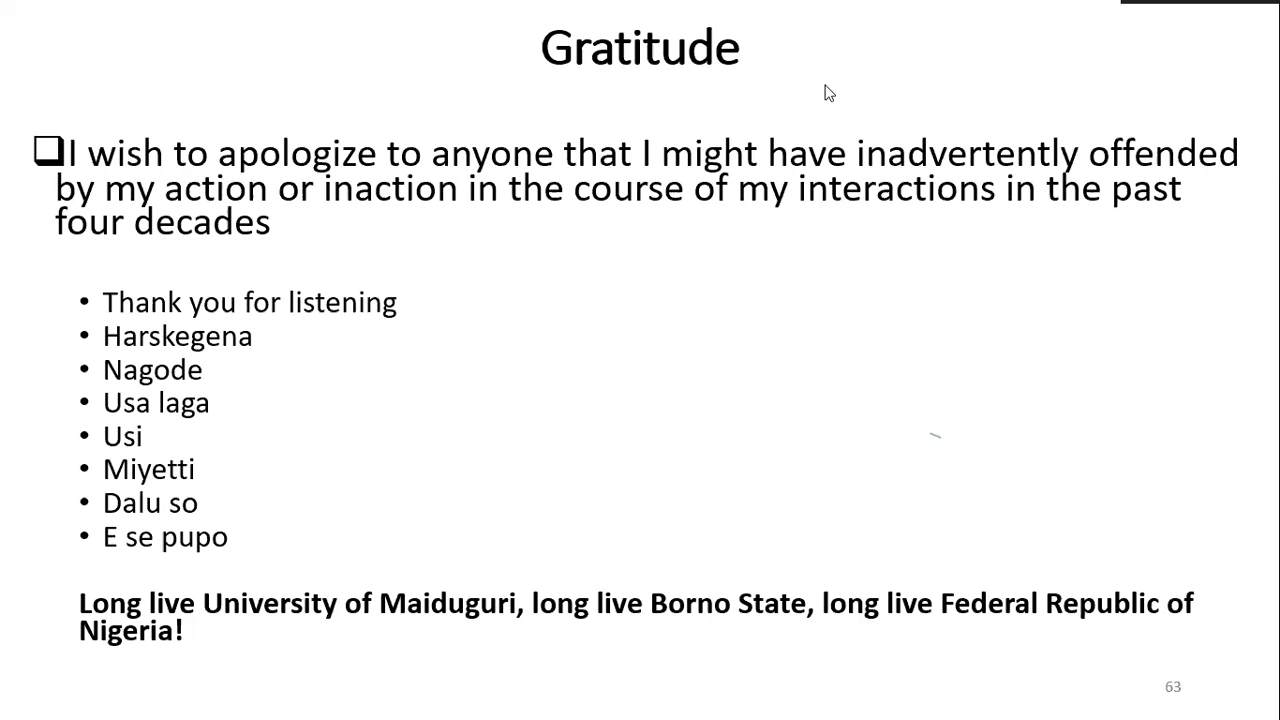 Gratitude
I wish to apologize to anyone that I might have inadvertently offended
by my action or inaction in the course of my interactions in the past
four decades
• Thank you for listening
• Harskegena
• Nagode
• Usa laga
• Usi
• Miyetti
• Dalu so
• E se pupo
Long live University of Maiduguri, long live Borno State, long live Federal Republic of
Nigeria!
63